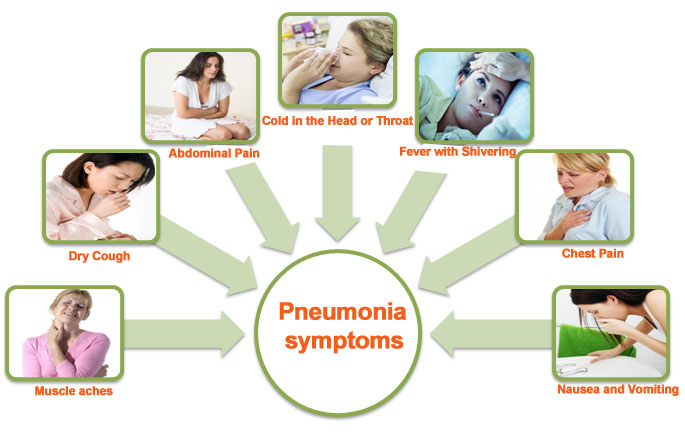 Cold in the Head or Throat
Abdominal Pain
Fever with Shivering
Dry Cough
Chest Pain
Pneumonia
symptoms
Muscle aches
Nausea and Vomiting